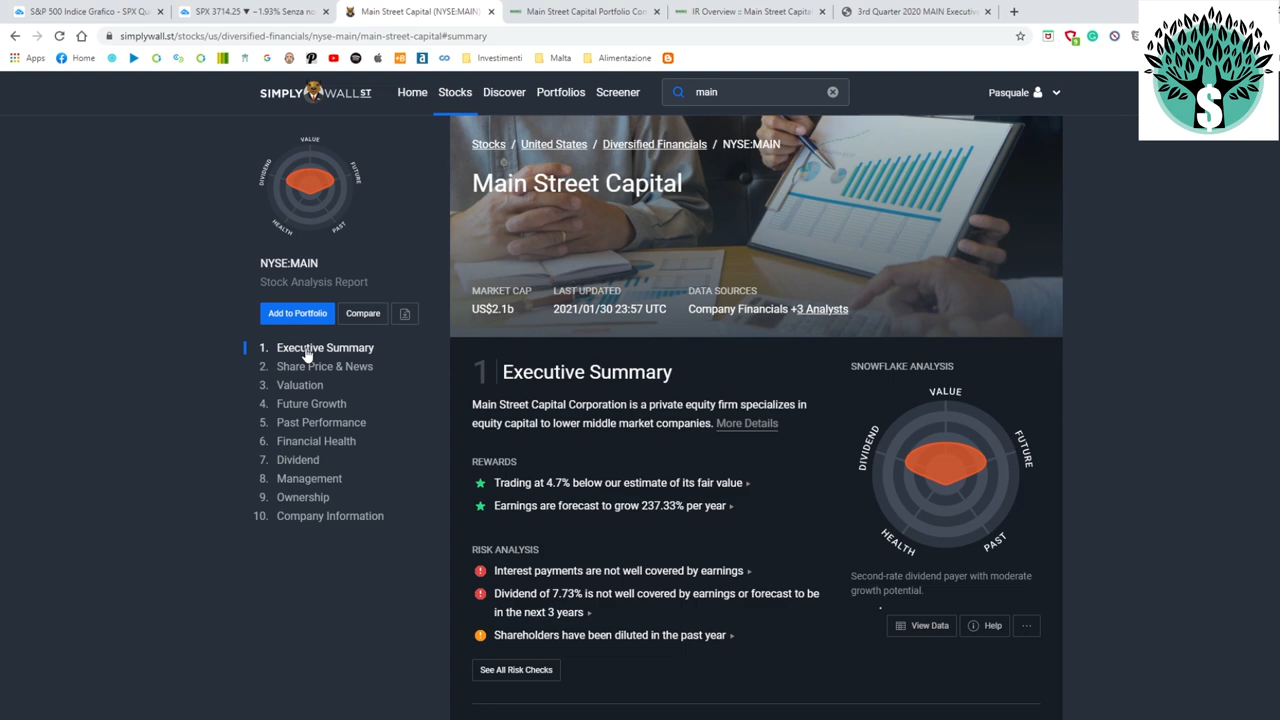 S&P 500 Indice Grafico - SPX Qu
SPX 3714.25 ▼ −1.93% Senza no
Main Street Capital (NYSE:MAIN)
Main Street Capital Portfolio Con
IR Overview :: Main Street Capital
3rd Quarter 2020 MAIN Executiv
simplywall.st/stocks/us/diversified-financials/nyse-main/main-street-capital#summary
Apps
Home
Investimenti
Malta
Alimentazione
SIMPLY WALL ST
Home
Stocks
Discover
Portfolios
Screener
main
Pasquale
$
VALUE
FUTURE
PAST
HEALTH
DIVIDEND
NYSE:MAIN
Stock Analysis Report
Add to Portfolio
Compare
1. Executive Summary
2. Share Price & News
3. Valuation
4. Future Growth
5. Past Performance
6. Financial Health
7. Dividend
8. Management
9. Ownership
10. Company Information
Stocks / United States / Diversified Financials / NYSE:MAIN
Main Street Capital
MARKET CAP
US$2.1b
LAST UPDATED
2021/01/30 23:57 UTC
DATA SOURCES
Company Financials +3 Analysts
1 Executive Summary
Main Street Capital Corporation is a private equity firm specializes in
equity capital to lower middle market companies. More Details
REWARDS
Trading at 4.7% below our estimate of its fair value
Earnings are forecast to grow 237.33% per year
RISK ANALYSIS
Interest payments are not well covered by earnings
Dividend of 7.73% is not well covered by earnings or forecast to be
in the next 3 years
Shareholders have been diluted in the past year
See All Risk Checks
SNOWFLAKE ANALYSIS
VALUE
FUTURE
PAST
HEALTH
DIVIDEND
Second-rate dividend payer with moderate
growth potential.
View Data
Help